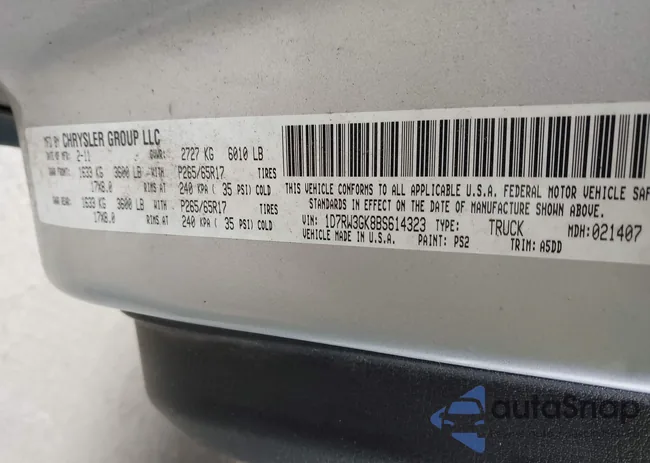 MFD BY CHRYSLER GROUP LLC
DATE OF MFR: 2-11 GVWR: 2727 KG 6010 LB
GAWR FRONT: 1633 KG 3600 LB WITH P265/65R17 TIRES
17X8.0 RIMS AT 240 KPA ( 35 PSI) COLD
GAWR REAR: 1633 KG 3600 LB WITH P265/65R17 TIRES
17X8.0 RIMS AT 240 KPA ( 35 PSI) COLD
THIS VEHICLE CONFORMS TO ALL APPLICABLE U.S.A. FEDERAL MOTOR VEHICLE SAF
STANDARDS IN EFFECT ON THE DATE OF MANUFACTURE SHOWN ABOVE.
VIN: 1D7RW3GK8BS614323 TYPE: TRUCK MDH:021407
VEHICLE MADE IN U.S.A. PAINT: PS2 TRIM: A5DD
autoSnap